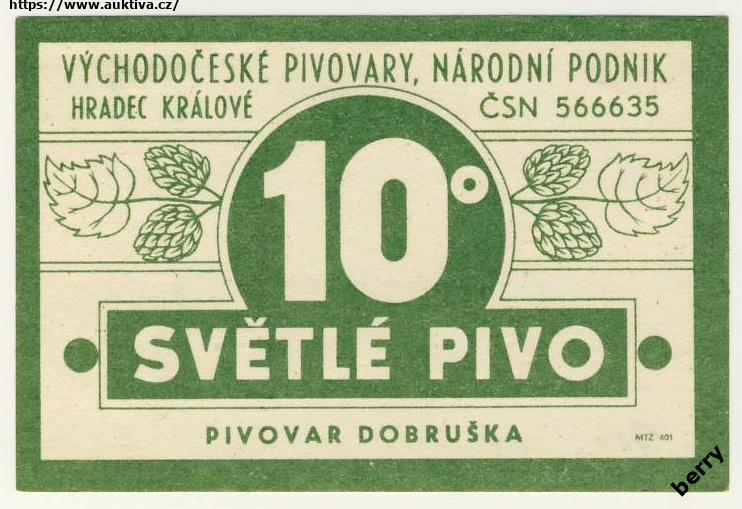 https://www.auktiva.cz/
VÝCHODOČESKÉ PIVOVARY, NÁRODNÍ PODNIK
HRADEC KRÁLOVÉ ČSN 566635
10°
SVĚTLÉ PIVO
PIVOVAR DOBRUŠKA
MTZ 401
berry